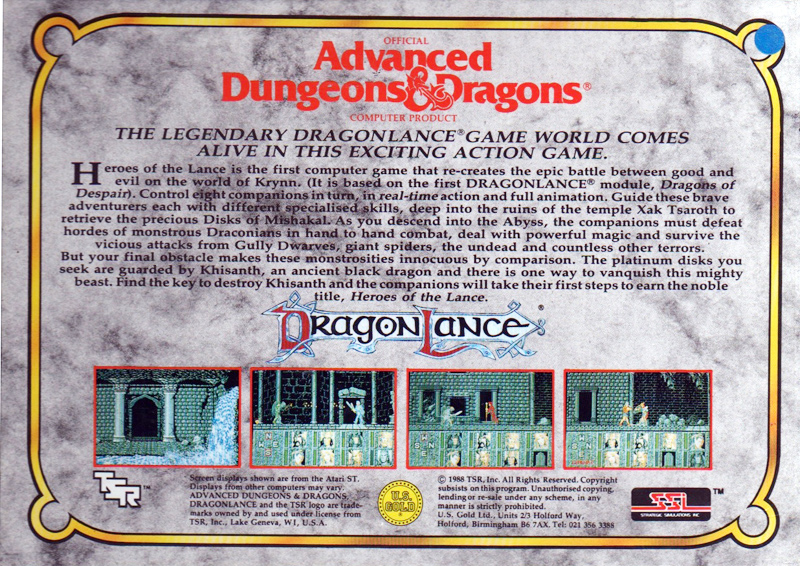 OFFICIAL
Advanced
Dungeons & Dragons®
COMPUTER PRODUCT
THE LEGENDARY DRAGONLANCE® GAME WORLD COMES
ALIVE IN THIS EXCITING ACTION GAME.
Heroes of the Lance is the first computer game that re-creates the epic battle between good and
evil on the world of Krynn. (It is based on the first DRAGONLANCE® module, Dragons of
Despair). Control eight companions in turn, in real-time action and full animation. Guide these brave
adventurers each with different specialised skills, deep into the ruins of the temple Xak Tsaroth to
retrieve the precious Disks of Mishakal. As you descend into the Abyss, the companions must defeat
hordes of monstrous Draconians in hand to hand combat, deal with powerful magic and survive the
vicious attacks from Gully Dwarves, giant spiders, the undead and countless other terrors.
But your final obstacle makes these monstrosities innocuous by comparison. The platinum disks you
seek are guarded by Khisanth, an ancient black dragon and there is one way to vanquish this mighty
beast. Find the key to destroy Khisanth and the companions will take their first steps to earn the noble
title, Heroes of the Lance.
DRAGONLANCE®
TSR™
Screen displays shown are from the Atari ST.
Displays from other computers may vary.
ADVANCED DUNGEONS & DRAGONS,
DRAGONLANCE and the TSR logo are trade-
marks owned by and used under license from
TSR, Inc., Lake Geneva, WI, U.S.A.
U.S.
GOLD
© 1988 TSR, Inc. All Rights Reserved. Copyright
subsists on this program. Unauthorised copying,
lending or re-sale under any scheme, in any
manner is strictly prohibited.
U.S. Gold Ltd., Units 2/3 Holford Way,
Holford, Birmingham B6 7AX. Tel: 021 356 3388
SSI™
STRATEGIC SIMULATIONS INC